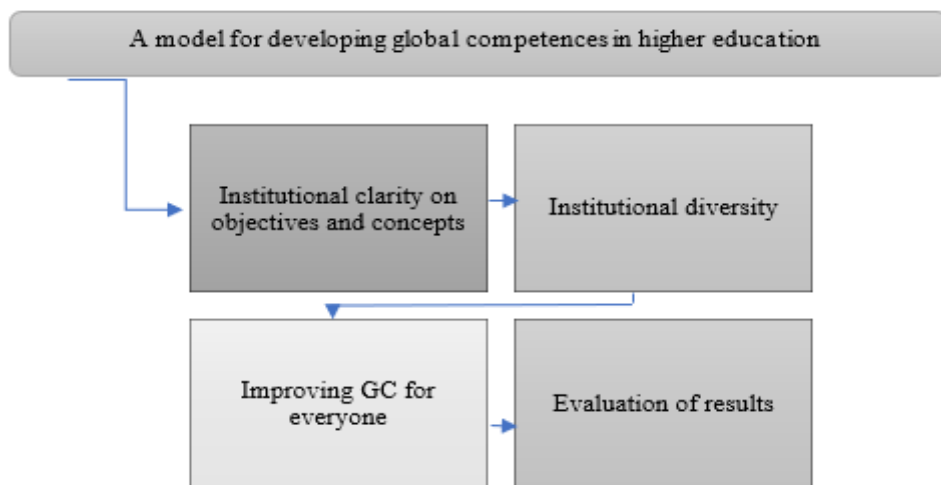 A model for developing global competences in higher education
Institutional clarity on
objectives and concepts
Institutional diversity
Improving GC for
everyone
Evaluation of results